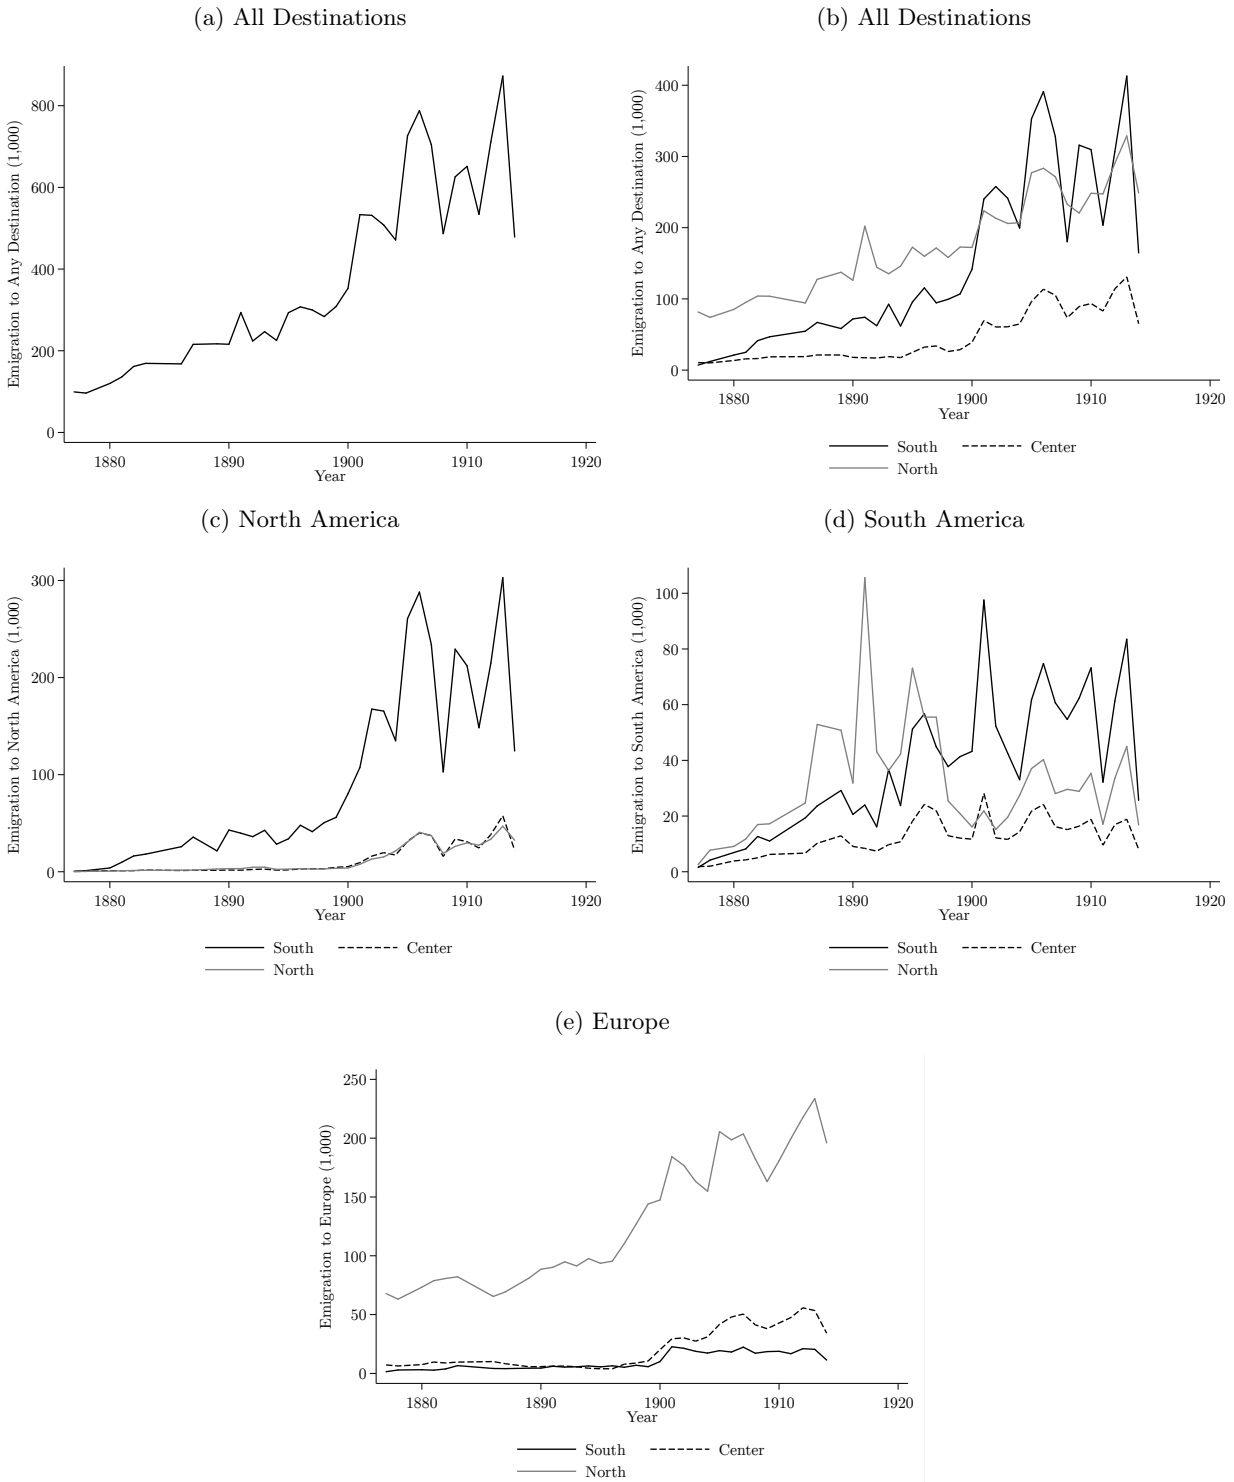 (a) All Destinations
Emigration to Any Destination (1,000)
800
600
400
200
0
1880 1890 1900 1910 1920
Year
(b) All Destinations
Emigration to Any Destination (1,000)
400
300
200
100
0
1880 1890 1900 1910 1920
Year
South Center
North
(c) North America
Emigration to North America (1,000)
300
200
100
0
1880 1890 1900 1910 1920
Year
South Center
North
(d) South America
Emigration to South America (1,000)
100
80
60
40
20
0
1880 1890 1900 1910 1920
Year
South Center
North
(e) Europe
Emigration to Europe (1,000)
250
200
150
100
50
0
1880 1890 1900 1910 1920
Year
South Center
North